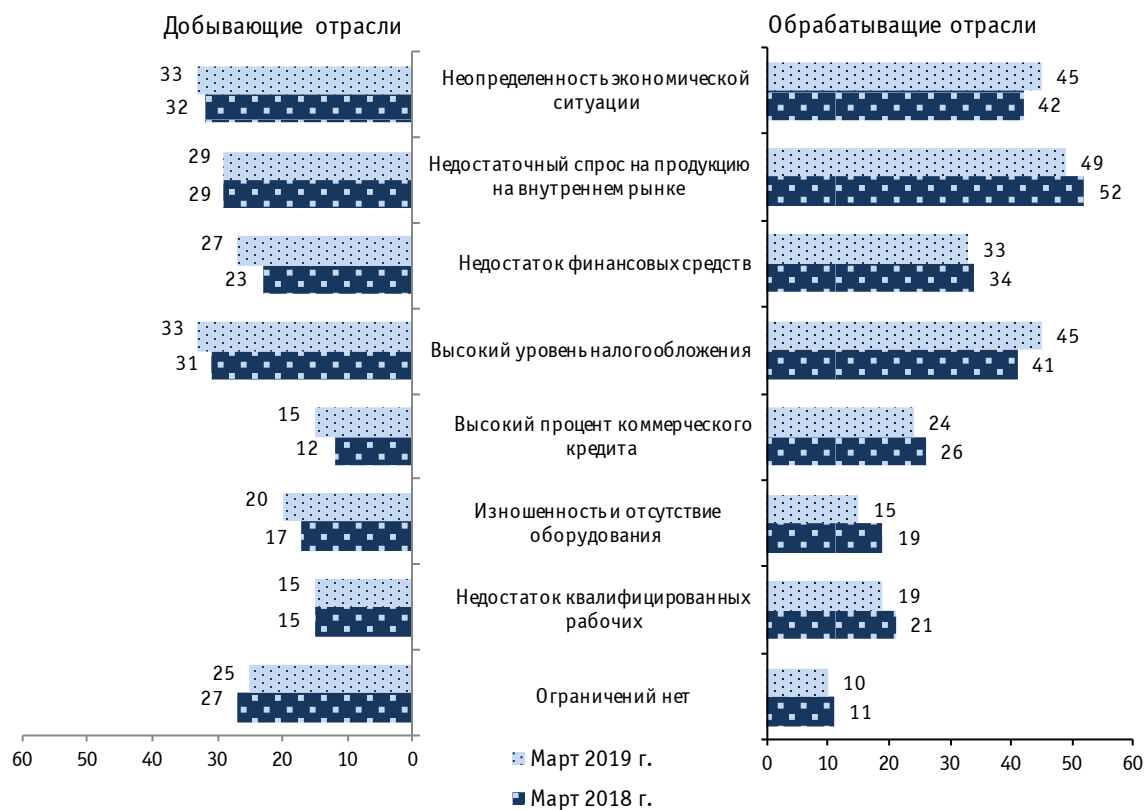 Добывающие отрасли
Обрабатыващие отрасли
33
Неопределенность экономической
45
32
ситуации
42
29
Недостаточный спрос на продукцию
49
29
на внутреннем рынке
52
27
Недостаток финансовых средств
33
23
34
33
Высокий уровень налогообложения
45
31
41
15
Высокий процент коммерческого
24
12
кредита
26
20
Изношенность и отсутствие
15
17
оборудования
19
15
Недостаток квалифицированных
19
15
рабочих
21
25
Ограничений нет
10
27
11
60 50 40 30 20 10 0
0 10 20 30 40 50 60
Март 2019 г.
Март 2018 г.